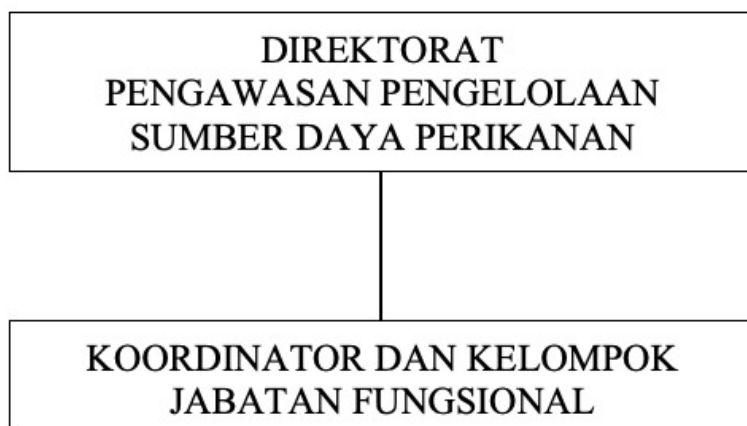 DIREKTORAT
PENGAWASAN PENGELOLAAN
SUMBER DAYA PERIKANAN
KOORDINATOR DAN KELOMPOK
JABATAN FUNGSIONAL